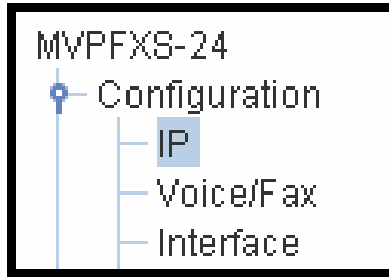 MVPFXS-24
Configuration
IP
Voice/Fax
Interface